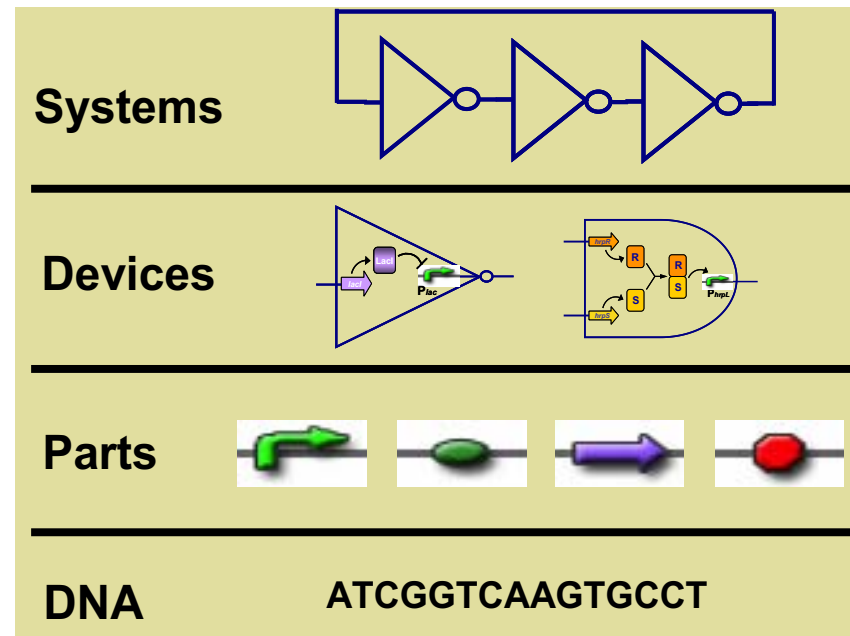 Systems
Devices
lacI
LacI
Plac
hrpR
R
R
S
hrpS
S
PhrpL
Parts
DNA
ATCGGTCAAGTGCCT